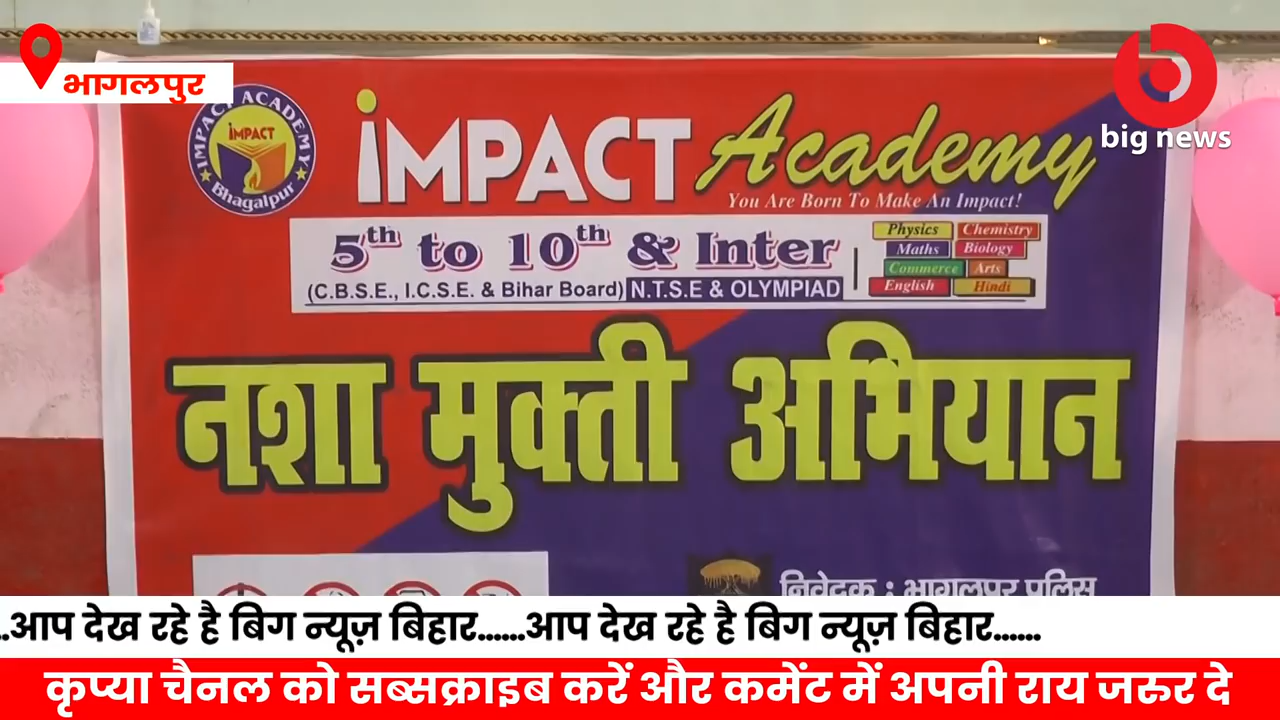 भागलपुर
big news
IMPACT ACADEMY
iMPACT
Bhagalpur
iMPACT Academy
You Are Born To Make An Impact!
5th to 10th & Inter
(C.B.S.E., I.C.S.E. & Bihar Board) N.T.S.E & OLYMPIAD
Physics Chemistry
Maths Biology
Commerce Arts
English Hindi
नशा मुक्ती अभियान
निवेदक : भागलपुर पुलिस
..आप देख रहे है बिग न्यूज़ बिहार......आप देख रहे है बिग न्यूज़ बिहार......
कृप्या चैनल को सब्सक्राइब करें और कमेंट में अपनी राय जरुर दे